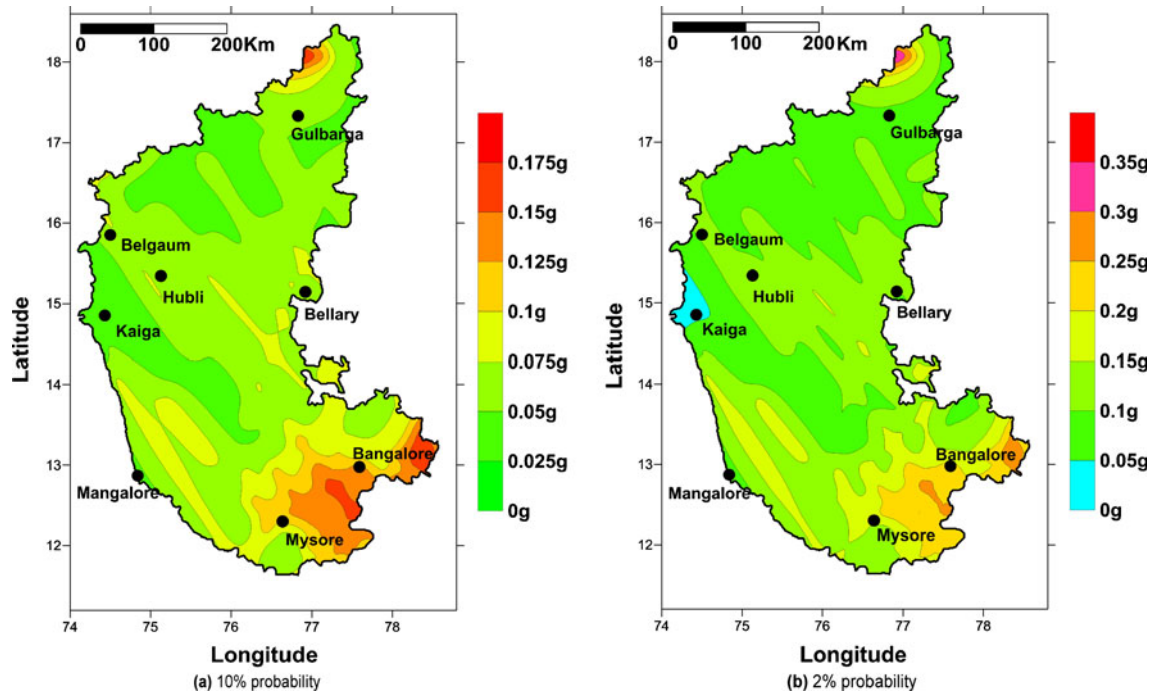 0 100 200Km
18
17
16
15
14
13
12
74 75 76 77 78
Latitude
Longitude
Gulbarga
Belgaum
Hubli
Bellary
Kaiga
Bangalore
Mangalore
Mysore
0.175g
0.15g
0.125g
0.1g
0.075g
0.05g
0.025g
0g
(a) 10% probability
0 100 200Km
18
17
16
15
14
13
12
74 75 76 77 78
Latitude
Longitude
Gulbarga
Belgaum
Hubli
Bellary
Kaiga
Bangalore
Mangalore
Mysore
0.35g
0.3g
0.25g
0.2g
0.15g
0.1g
0.05g
0g
(b) 2% probability